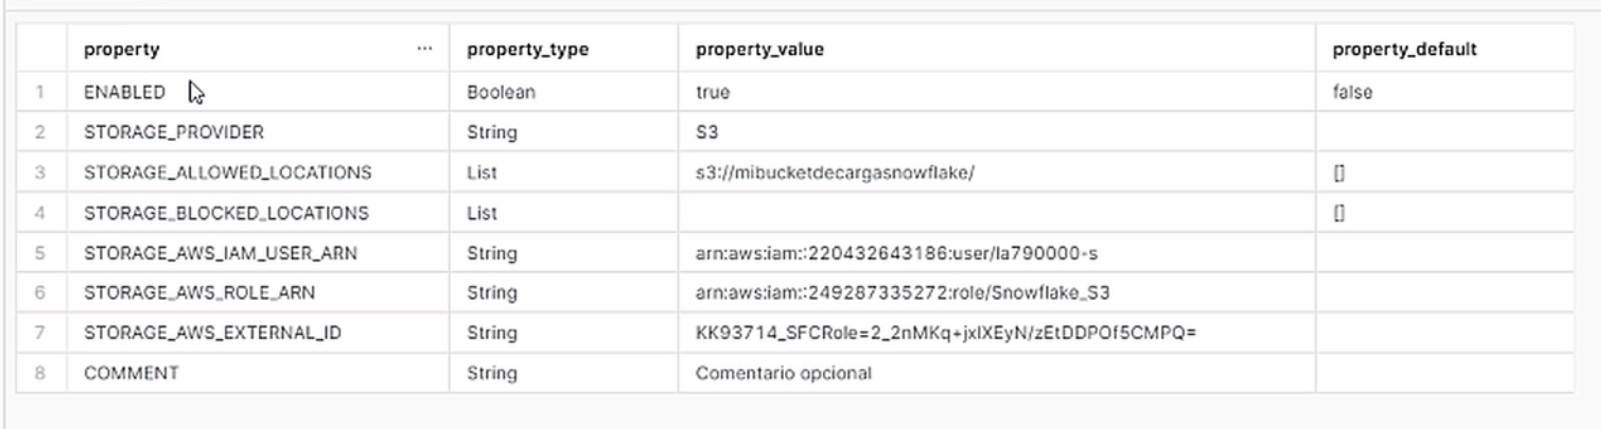 property ... property_type property_value property_default
1 ENABLED Boolean true false
2 STORAGE_PROVIDER String S3
3 STORAGE_ALLOWED_LOCATIONS List s3://mibucketdecargasnowflake/ []
4 STORAGE_BLOCKED_LOCATIONS List []
5 STORAGE_AWS_IAM_USER_ARN String arn:aws:iam::220432643186:user/la790000-s
6 STORAGE_AWS_ROLE_ARN String arn:aws:iam::249287335272:role/Snowflake_S3
7 STORAGE_AWS_EXTERNAL_ID String KK93714_SFCRole=2_2nMKq+jxIXEyN/zEtDDPOf5CMPQ=
8 COMMENT String Comentario opcional